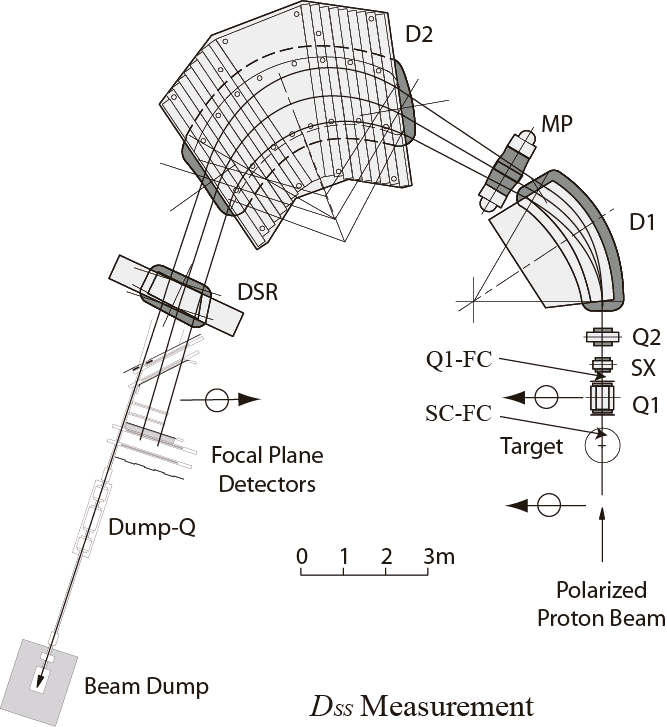 D2
MP
D1
DSR
Q2
Q1-FC
SX
Q1
SC-FC
Target
Focal Plane
Detectors
Dump-Q
0 1 2 3m
Polarized
Proton Beam
Beam Dump
DSS Measurement